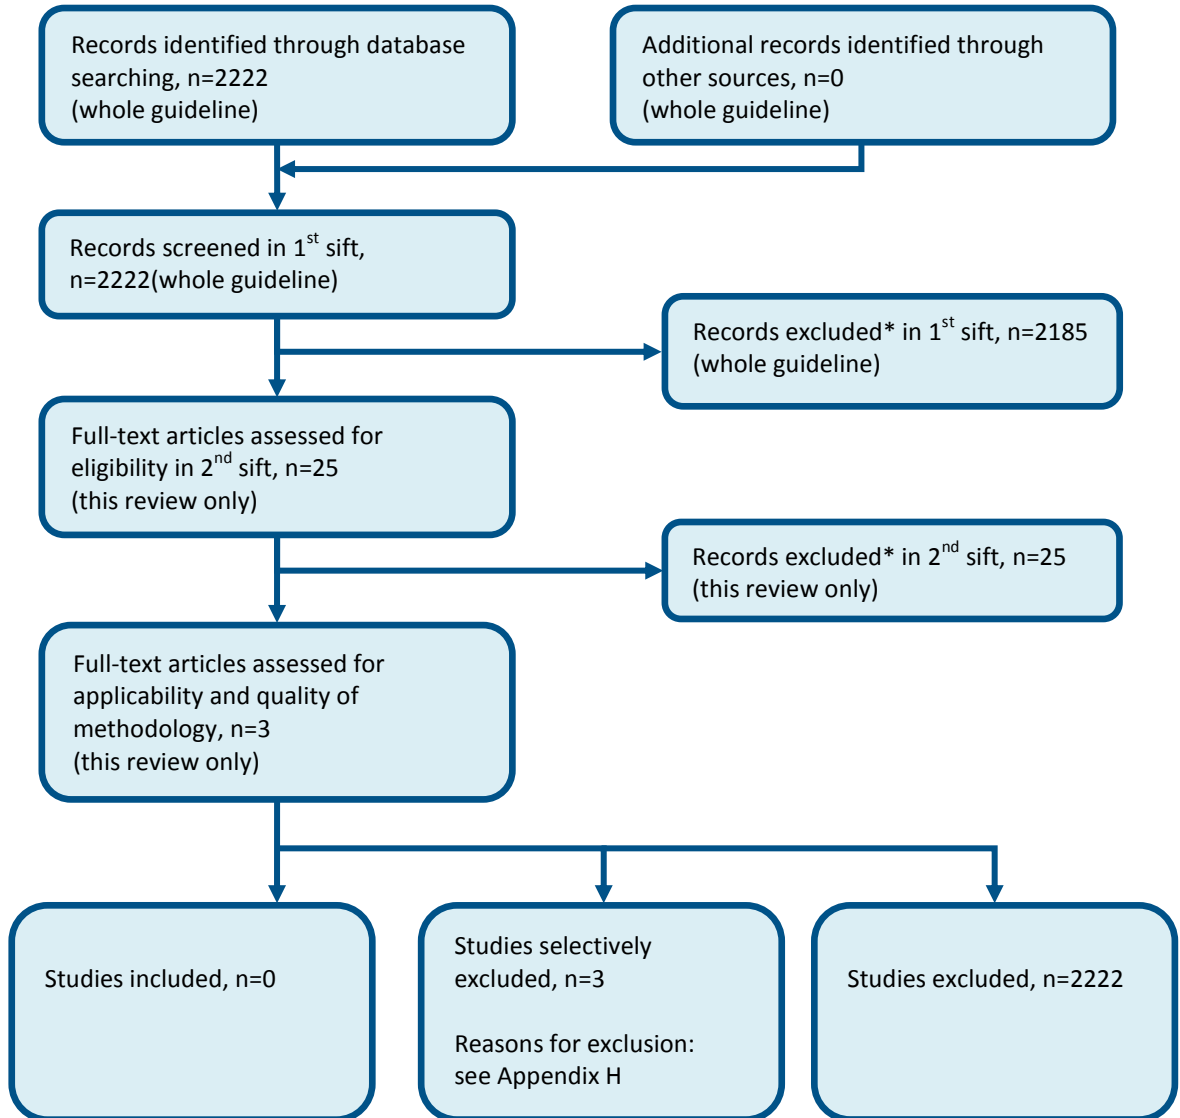 Records identified through database
searching, n=2222
(whole guideline)
Additional records identified through
other sources, n=0
(whole guideline)
Records screened in 1st sift,
n=2222(whole guideline)
Records excluded* in 1st sift, n=2185
(whole guideline)
Full-text articles assessed for
eligibility in 2nd sift, n=25
(this review only)
Records excluded* in 2nd sift, n=25
(this review only)
Full-text articles assessed for
applicability and quality of
methodology, n=3
(this review only)
Studies included, n=0
Studies selectively
excluded, n=3
Reasons for exclusion:
see Appendix H
Studies excluded, n=2222